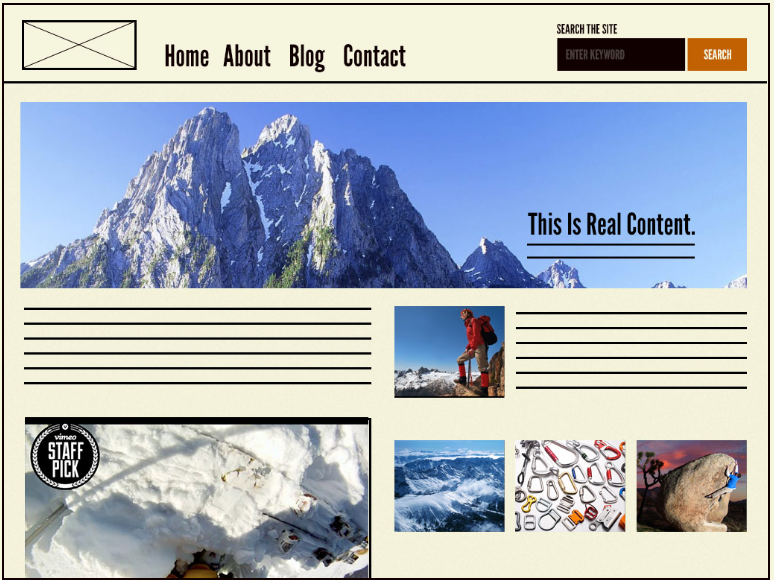 SEARCH THE SITE
Home About Blog Contact
ENTER KEYWORD
SEARCH
This Is Real Content.
vimeo
STAFF
PICK